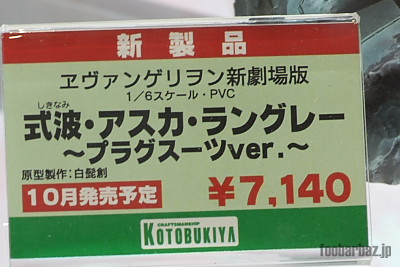 新製品
ヱヴァンゲリヲン新劇場版
1/6スケール・PVC
しきなみ
式波・アスカ・ラングレー
～プラグスーツver.～
原型製作：白髭創
10月発売予定
￥7,140
CRAFTSMANSHIP
KOTOBUKIYA
foobarbaz.jp